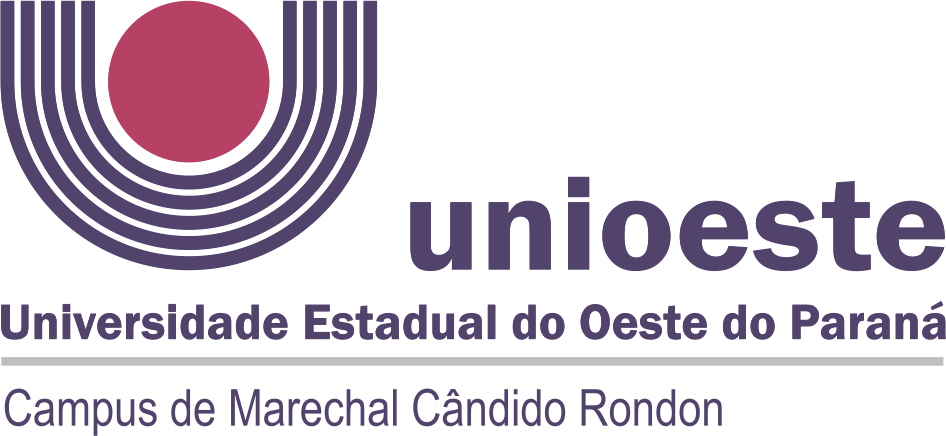 unioeste
Universidade Estadual do Oeste do Paraná
Campus de Marechal Cândido Rondon